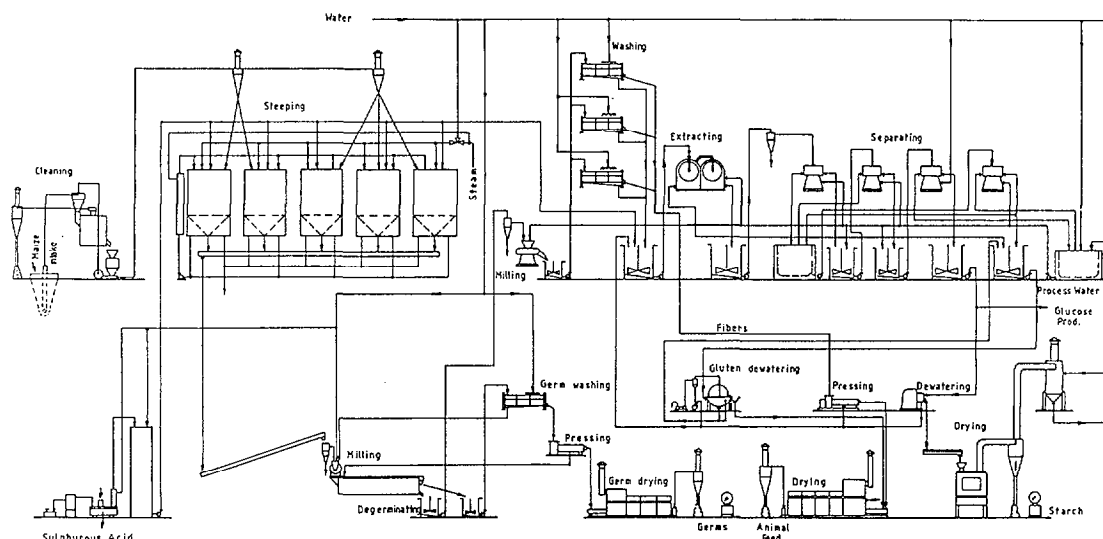 Water
Washing
Steeping
Extracting
Separating
Cleaning
Steam
Maize
Intake
Milling
Process Water
Glucose
Prod.
Fibers
Gluten dewatering
Pressing
Dewatering
Germ washing
Pressing
Drying
Milling
Germ drying
Drying
Degerminating
Germs
Animal
Feed
Starch
Sulphurous Acid